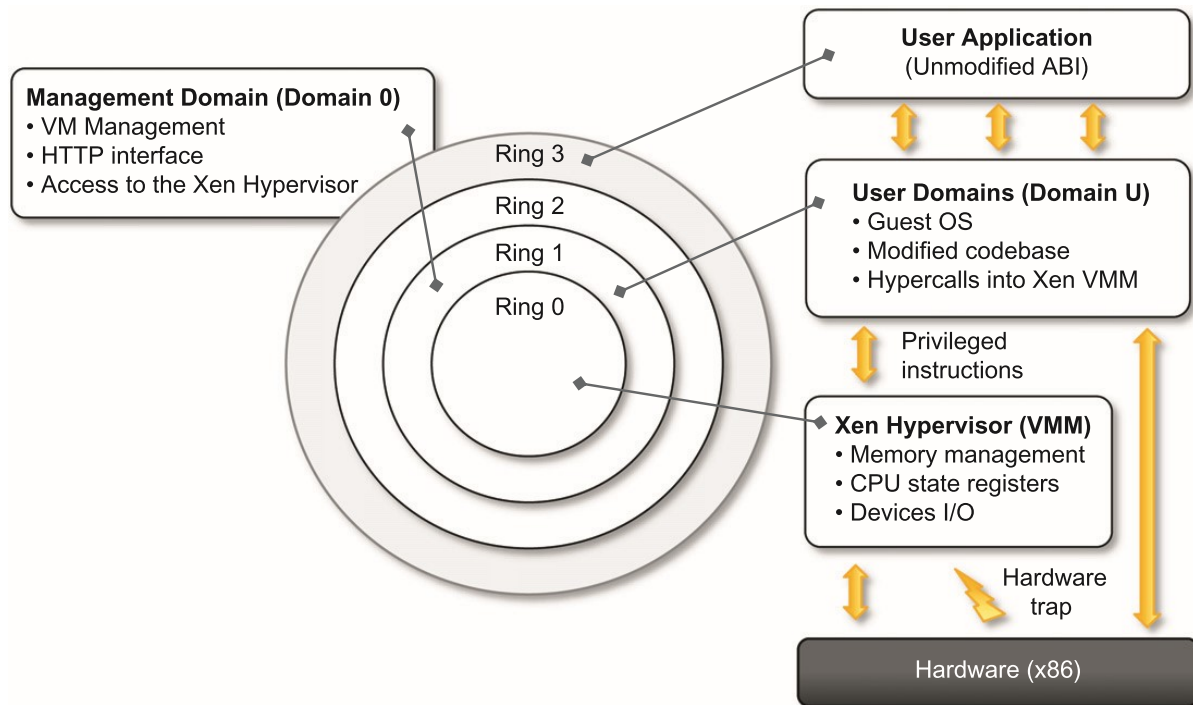 Management Domain (Domain 0)
• VM Management
• HTTP interface
• Access to the Xen Hypervisor
Ring 3
Ring 2
Ring 1
Ring 0
User Application
(Unmodified ABI)
User Domains (Domain U)
• Guest OS
• Modified codebase
• Hypercalls into Xen VMM
Privileged
instructions
Xen Hypervisor (VMM)
• Memory management
• CPU state registers
• Devices I/O
Hardware
trap
Hardware (x86)